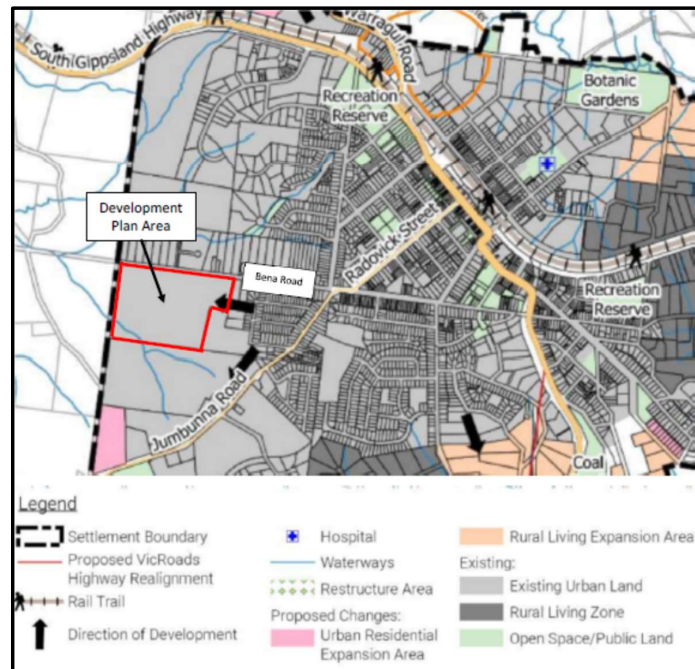 South Gippsland Highway
Warragul Road
Recreation
Reserve
Botanic
Gardens
Development
Plan Area
Radovick Street
Bena Road
Recreation
Reserve
Jumbunna Road
Coal
Legend
Settlement Boundary
Proposed VicRoads
Highway Realignment
Rail Trail
Direction of Development
Hospital
Waterways
Restructure Area
Proposed Changes:
Urban Residential
Expansion Area
Rural Living Expansion Area
Existing:
Existing Urban Land
Rural Living Zone
Open Space/Public Land